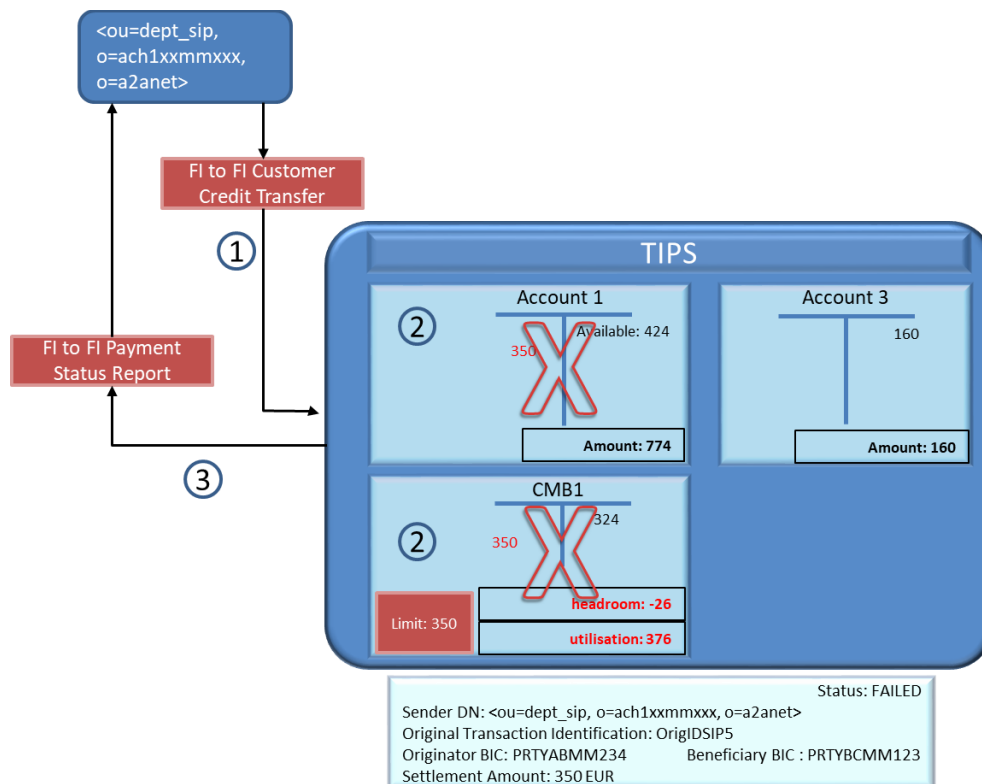 <ou=dept_sip,
o=ach1xxmmxxx,
o=a2anet>
FI to FI Customer
Credit Transfer
1
TIPS
Account 1
2
Available: 424
350
Amount: 774
Account 3
160
Amount: 160
FI to FI Payment
Status Report
3
CMB1
2
324
350
headroom: -26
Limit: 350
utilisation: 376
Status: FAILED
Sender DN: <ou=dept_sip, o=ach1xxmmxxx, o=a2anet>
Original Transaction Identification: OrigIDSIP5
Originator BIC: PRTYABMM234 Beneficiary BIC : PRTYBCMM123
Settlement Amount: 350 EUR